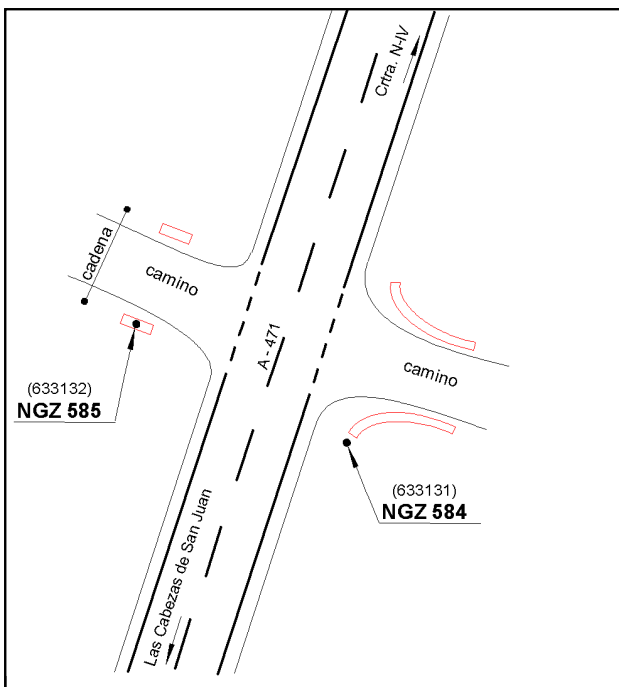 Crtra. N-IV
cadena
camino
A - 471
camino
(633132)
NGZ 585
(633131)
NGZ 584
Las Cabezas de San Juan